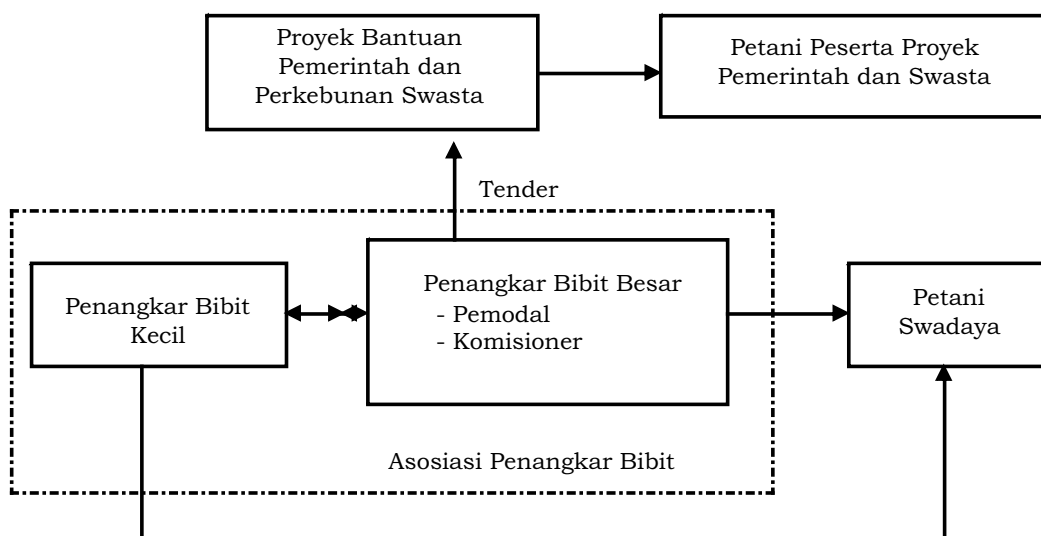 Proyek Bantuan
Pemerintah dan
Perkebunan Swasta
Petani Peserta Proyek
Pemerintah dan Swasta
Tender
Penangkar Bibit
Kecil
Penangkar Bibit Besar
- Pemodal
- Komisioner
Petani
Swadaya
Asosiasi Penangkar Bibit